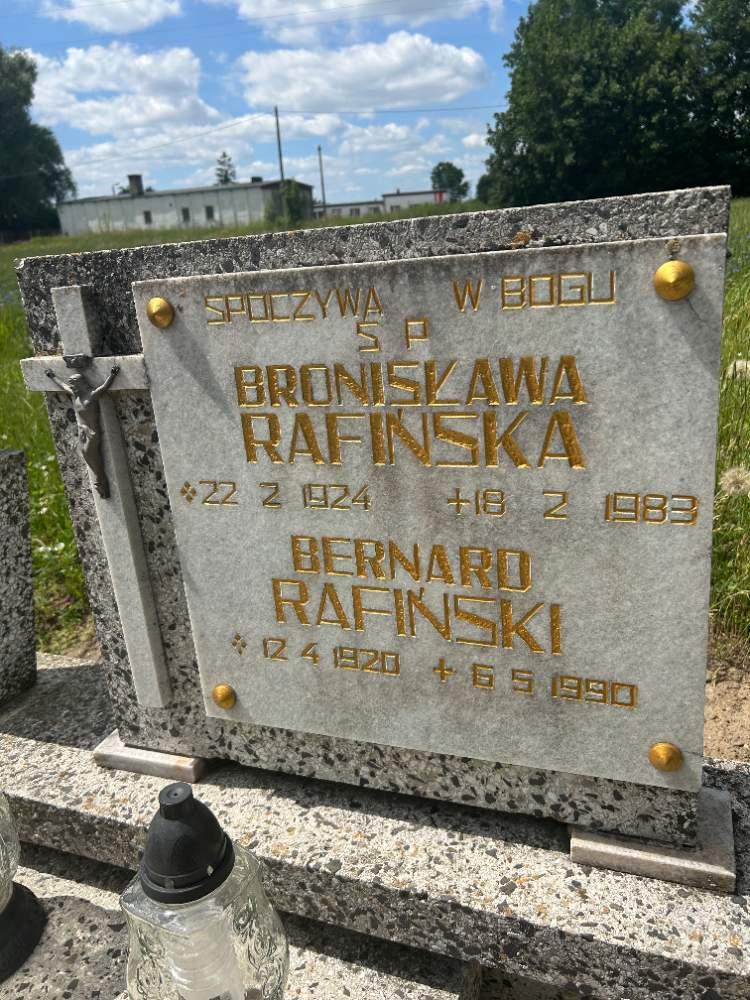 SPOCZYWA W BOGU
S P
BRONISŁAWA
RAFIŃSKA
22 2 1924 +18 2 1983
BERNARD
RAFIŃSKI
12 4 1920 + 6 5 1990